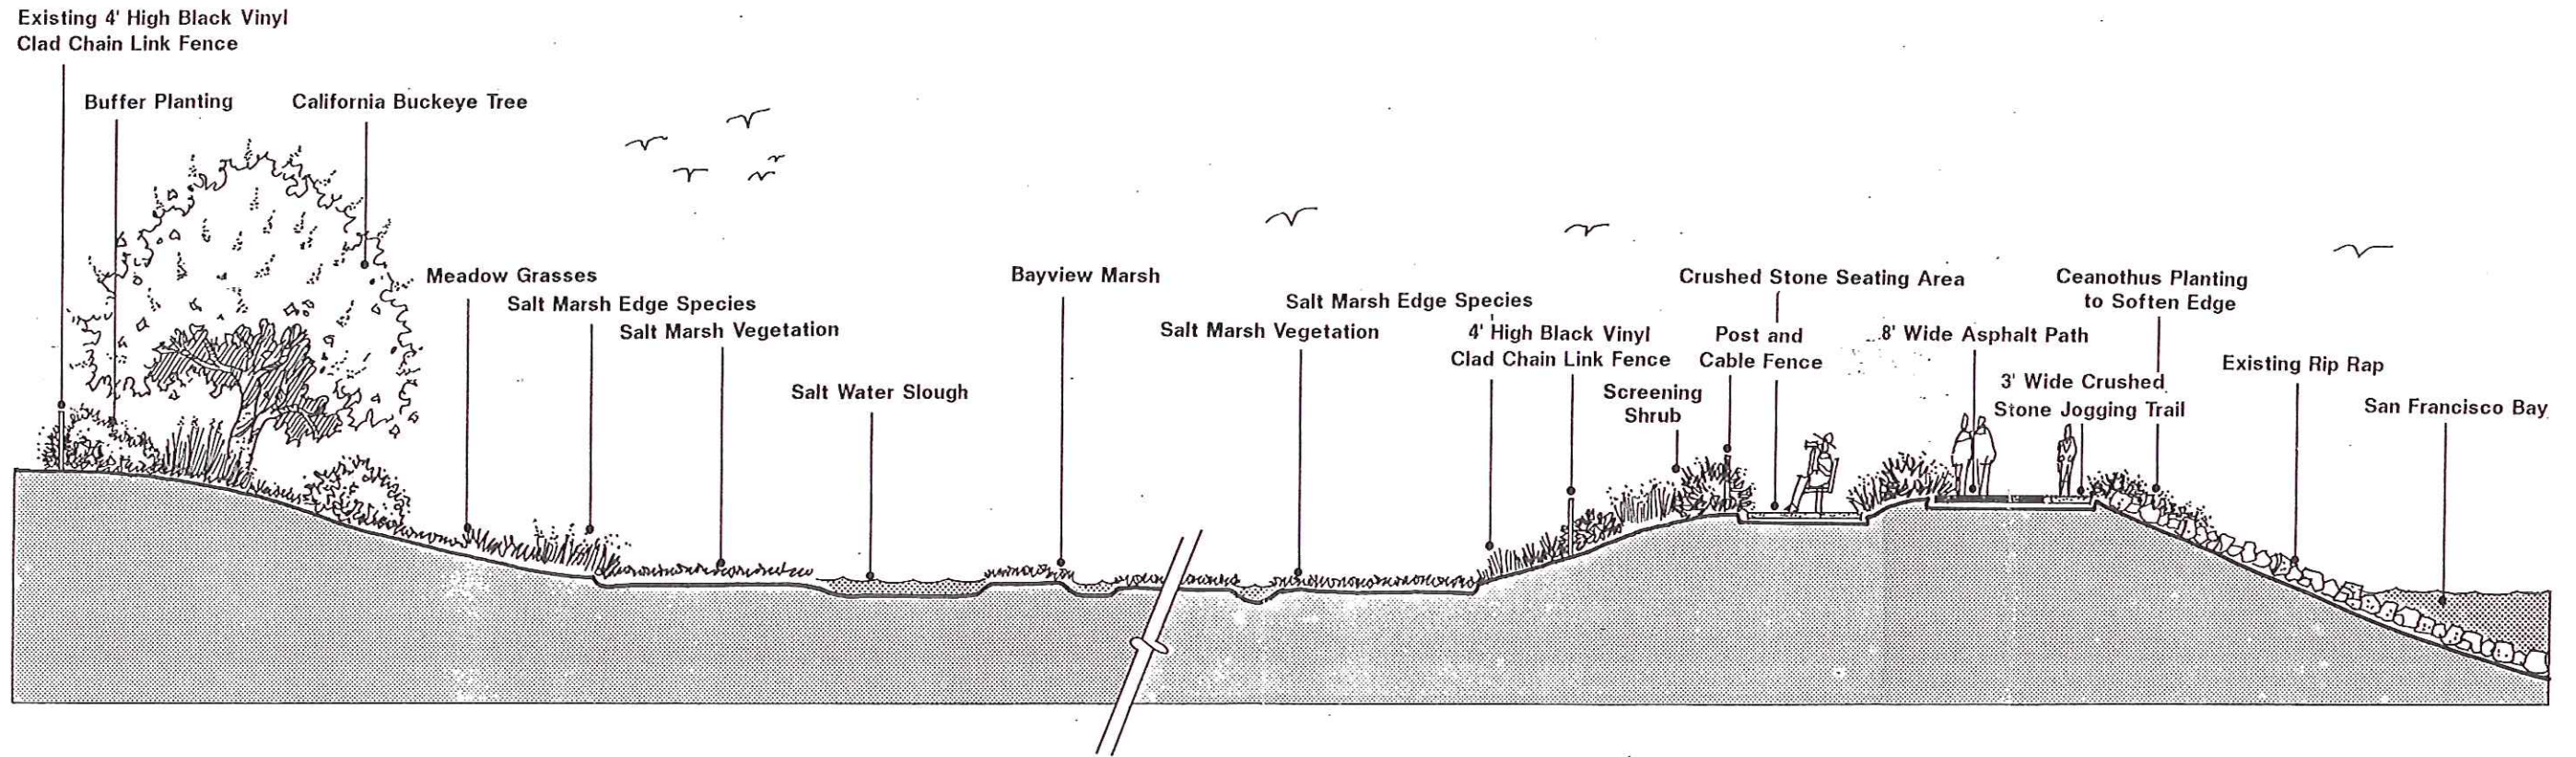 Existing 4' High Black Vinyl
Clad Chain Link Fence
Buffer Planting
California Buckeye Tree
Meadow Grasses
Salt Marsh Edge Species
Salt Marsh Vegetation
Salt Water Slough
Bayview Marsh
Salt Marsh Vegetation
Salt Marsh Edge Species
4' High Black Vinyl
Clad Chain Link Fence
Screening
Shrub
Crushed Stone Seating Area
Post and
Cable Fence
8' Wide Asphalt Path
3' Wide Crushed
Stone Jogging Trail
Ceanothus Planting
to Soften Edge
Existing Rip Rap
San Francisco Bay